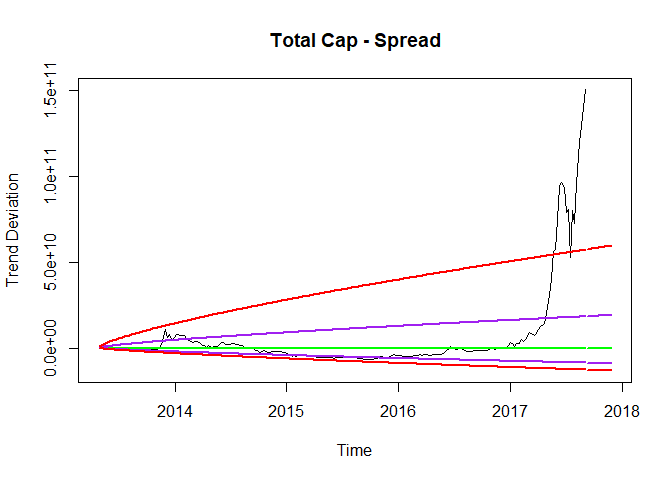 Total Cap - Spread
Trend Deviation
1.5e+11
1.0e+11
5.0e+10
0.0e+00
2014 2015 2016 2017 2018
Time